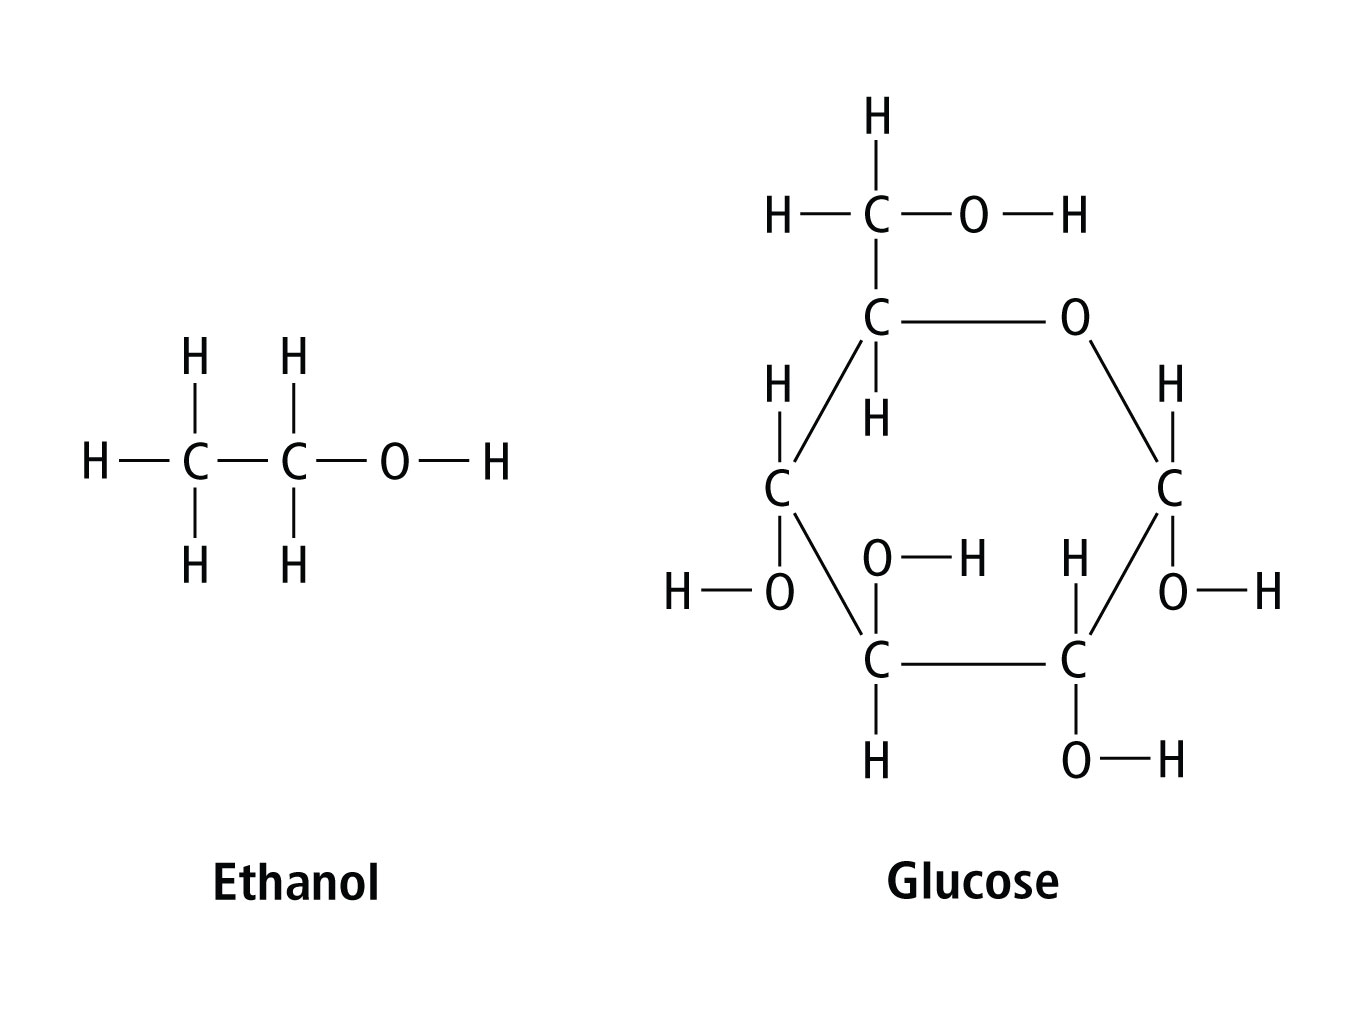 H
H C O H
C O
H H H H
H
H C C O H C C
O H H
H H H O O H
C C
H O H
Ethanol Glucose